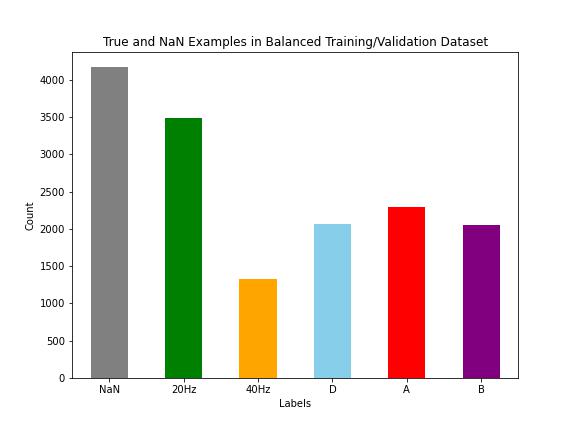 True and NaN Examples in Balanced Training/Validation Dataset
4000
3500
3000
2500
2000
1500
1000
500
0
Count
NaN 20Hz 40Hz D A B
Labels